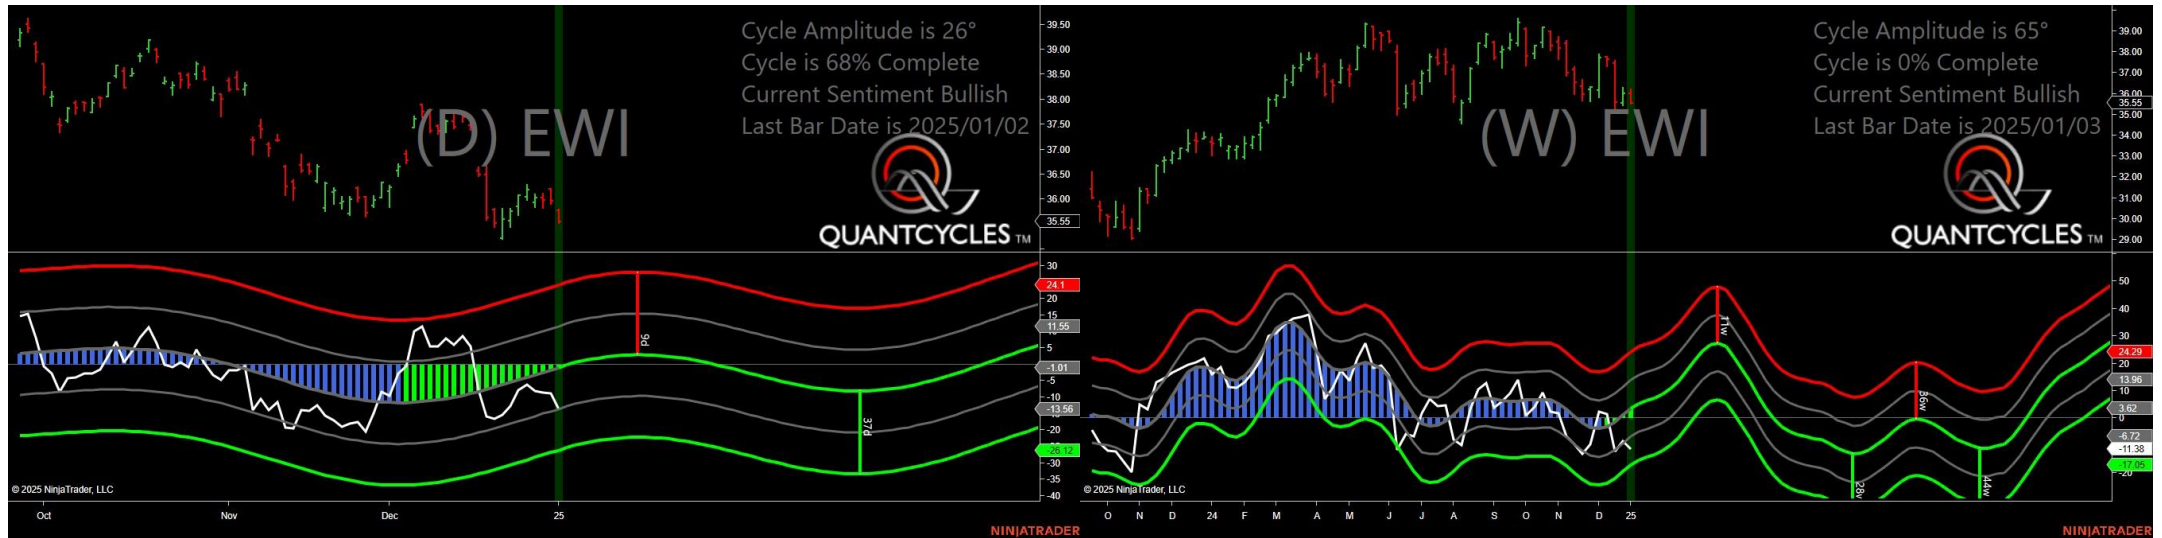 Cycle Amplitude is 26°
Cycle is 68% Complete
Current Sentiment Bullish
Last Bar Date is 2025/01/02
(D) EWI
QUANTCYCLES TM
39.50
39.00
38.50
38.00
37.50
37.00
36.50
36.00
35.55
30
24.1
20
15
11.55
5
-1.01
-5
-10
-13.56
-20
-26.12
-30
-35
-40
9d
37d
© 2025 NinjaTrader, LLC
Oct Nov Dec 25
NINJATRADER
Cycle Amplitude is 65°
Cycle is 0% Complete
Current Sentiment Bullish
Last Bar Date is 2025/01/03
(W) EWI
QUANTCYCLES TM
39.00
38.00
37.00
36.00
35.55
35.00
34.00
33.00
32.00
31.00
30.00
29.00
50
40
30
24.29
20
13.96
3.62
0
-6.72
-11.38
-17.05
-20
11w
28w
36w
44w
© 2025 NinjaTrader, LLC
O N D 24 F M A M J J A S O N D 25
NINJATRADER